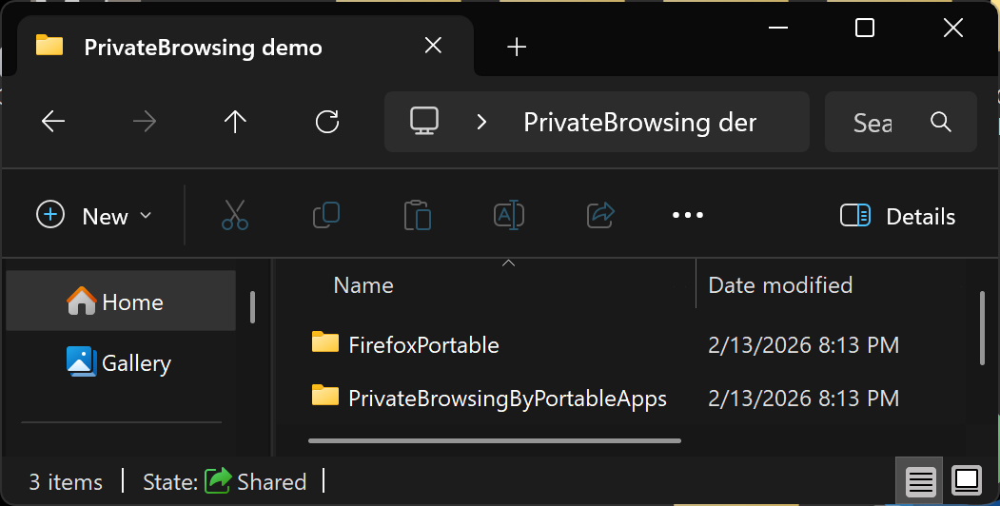 PrivateBrowsing demo
PrivateBrowsing der
Sea
New
Details
Name Date modified
Home
FirefoxPortable 2/13/2026 8:13 PM
Gallery
PrivateBrowsingByPortableApps 2/13/2026 8:13 PM
3 items State: Shared